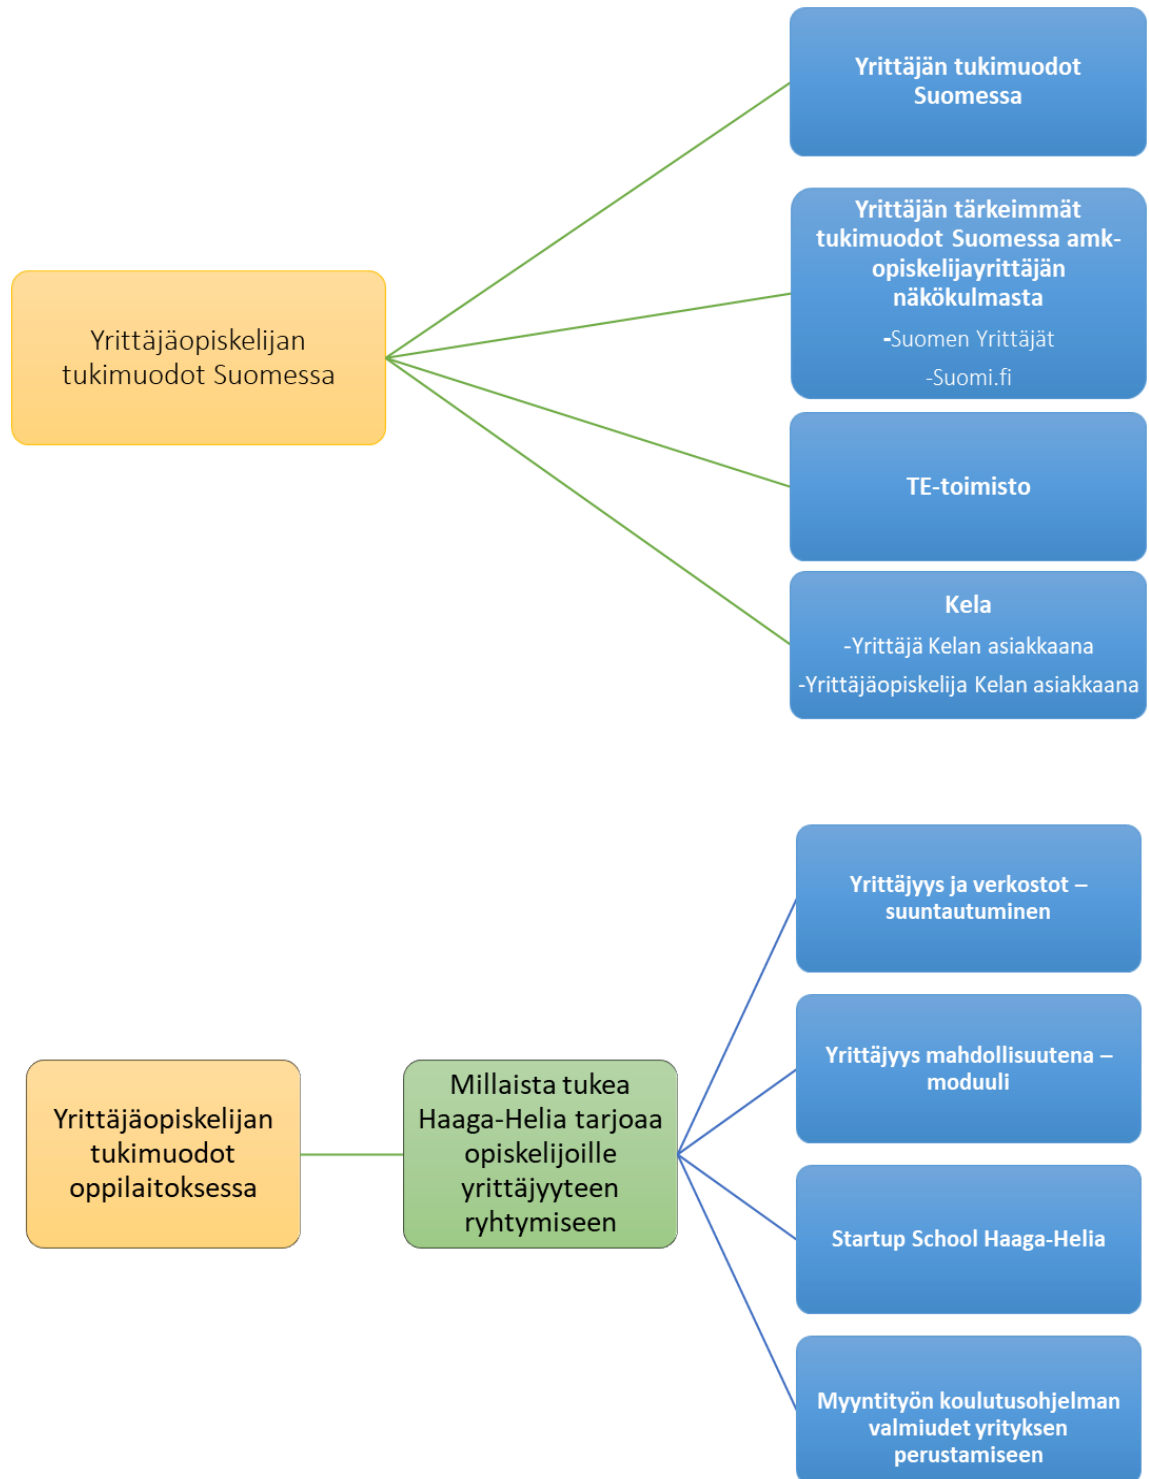 Yrittäjän tukimuodot
Suomessa
Yrittäjän tärkeimmät
tukimuodot Suomessa amk-
opiskelijayrittäjän
näkökulmasta
-Suomen Yrittäjät
-Suomi.fi
Yrittäjäopiskelijan
tukimuodot Suomessa
TE-toimisto
Kela
-Yrittäjä Kelan asiakkaana
-Yrittäjäopiskelija Kelan asiakkaana
Yrittäjäopiskelijan
tukimuodot
oppilaitoksessa
Millaista tukea
Haaga-Helia tarjoaa
opiskelijoille
yrittäjyyteen
ryhtymiseen
Yrittäjyys ja verkostot –
suuntautuminen
Yrittäjyys mahdollisuutena –
moduuli
Startup School Haaga-Helia
Myyntityön koulutusohjelman
valmiudet yrityksen
perustamiseen